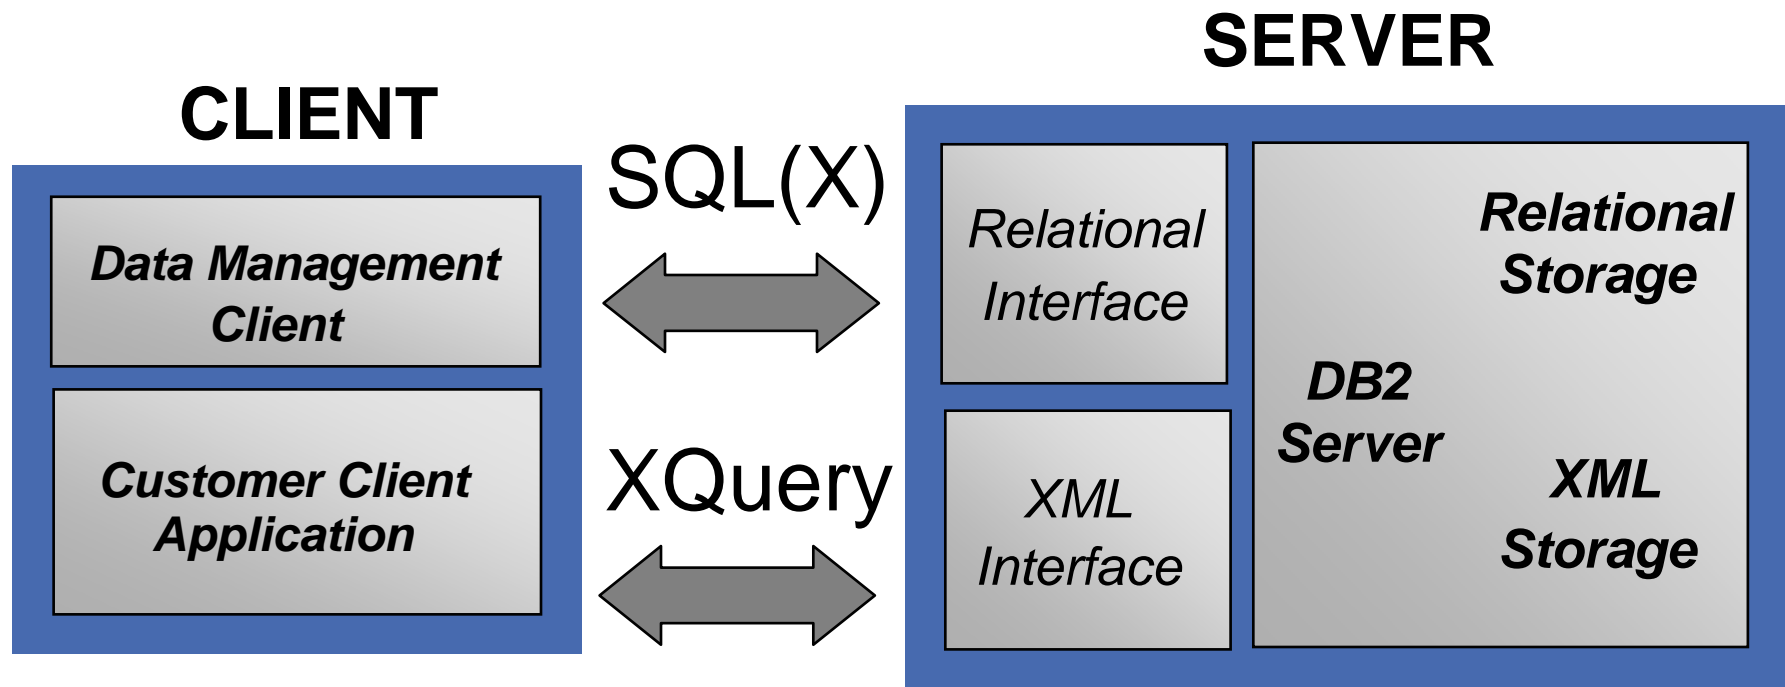 CLIENT
Data Management
Client
Customer Client
Application
SQL(X)
XQuery
SERVER
Relational
Interface
XML
Interface
DB2
Server
Relational
Storage
XML
Storage